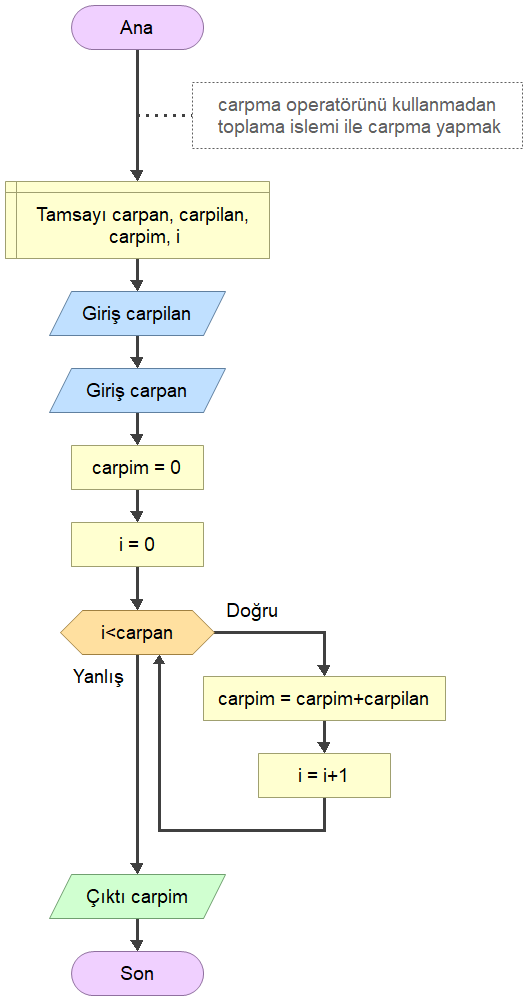 Ana
carpma operatörünü kullanmadan
toplama islemi ile carpma yapmak
Tamsayı carpan, carpilan,
carpim, i
Giriş carpilan
Giriş carpan
carpim = 0
i = 0
i<carpan
Doğru
Yanlış
carpim = carpim+carpilan
i = i+1
Çıktı carpim
Son